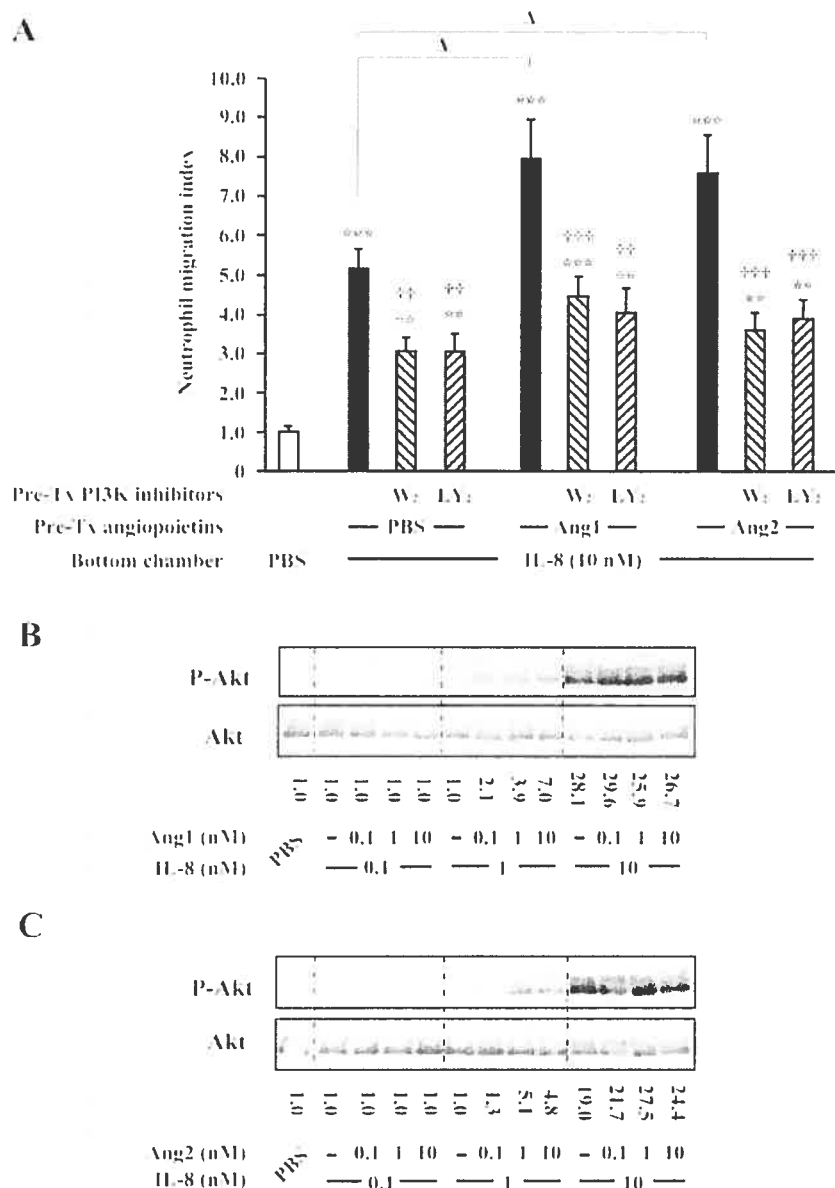 A
10.0
9.0
8.0
7.0
6.0
5.0
4.0
3.0
2.0
1.0
0
Neutrophil migration index
*** ‡‡ ** ‡‡ ** *** ‡‡‡ *** ‡‡ ** *** ‡‡‡ ** ‡‡‡ **
Pre-Tx PI3K inhibitors
Pre-Tx angiopoietins — PBS — — Ang1 — — Ang2 —
Bottom chamber PBS IL-8 (10 nM)
B
P-Akt
Akt
1.0 1.0 1.0 1.0 1.0 1.0 2.1 3.9 7.0 28.1 29.6 25.9 26.7
Ang1 (nM) PBS - 0.1 1 10 - 0.1 1 10 - 0.1 1 10
IL-8 (nM) 0.1 1 10
C
P-Akt
Akt
1.0 1.0 1.0 1.0 1.0 1.0 1.3 5.1 4.8 19.0 21.7 27.5 24.4
Ang2 (nM) PBS - 0.1 1 10 - 0.1 1 10 - 0.1 1 10
IL-8 (nM) 0.1 1 10